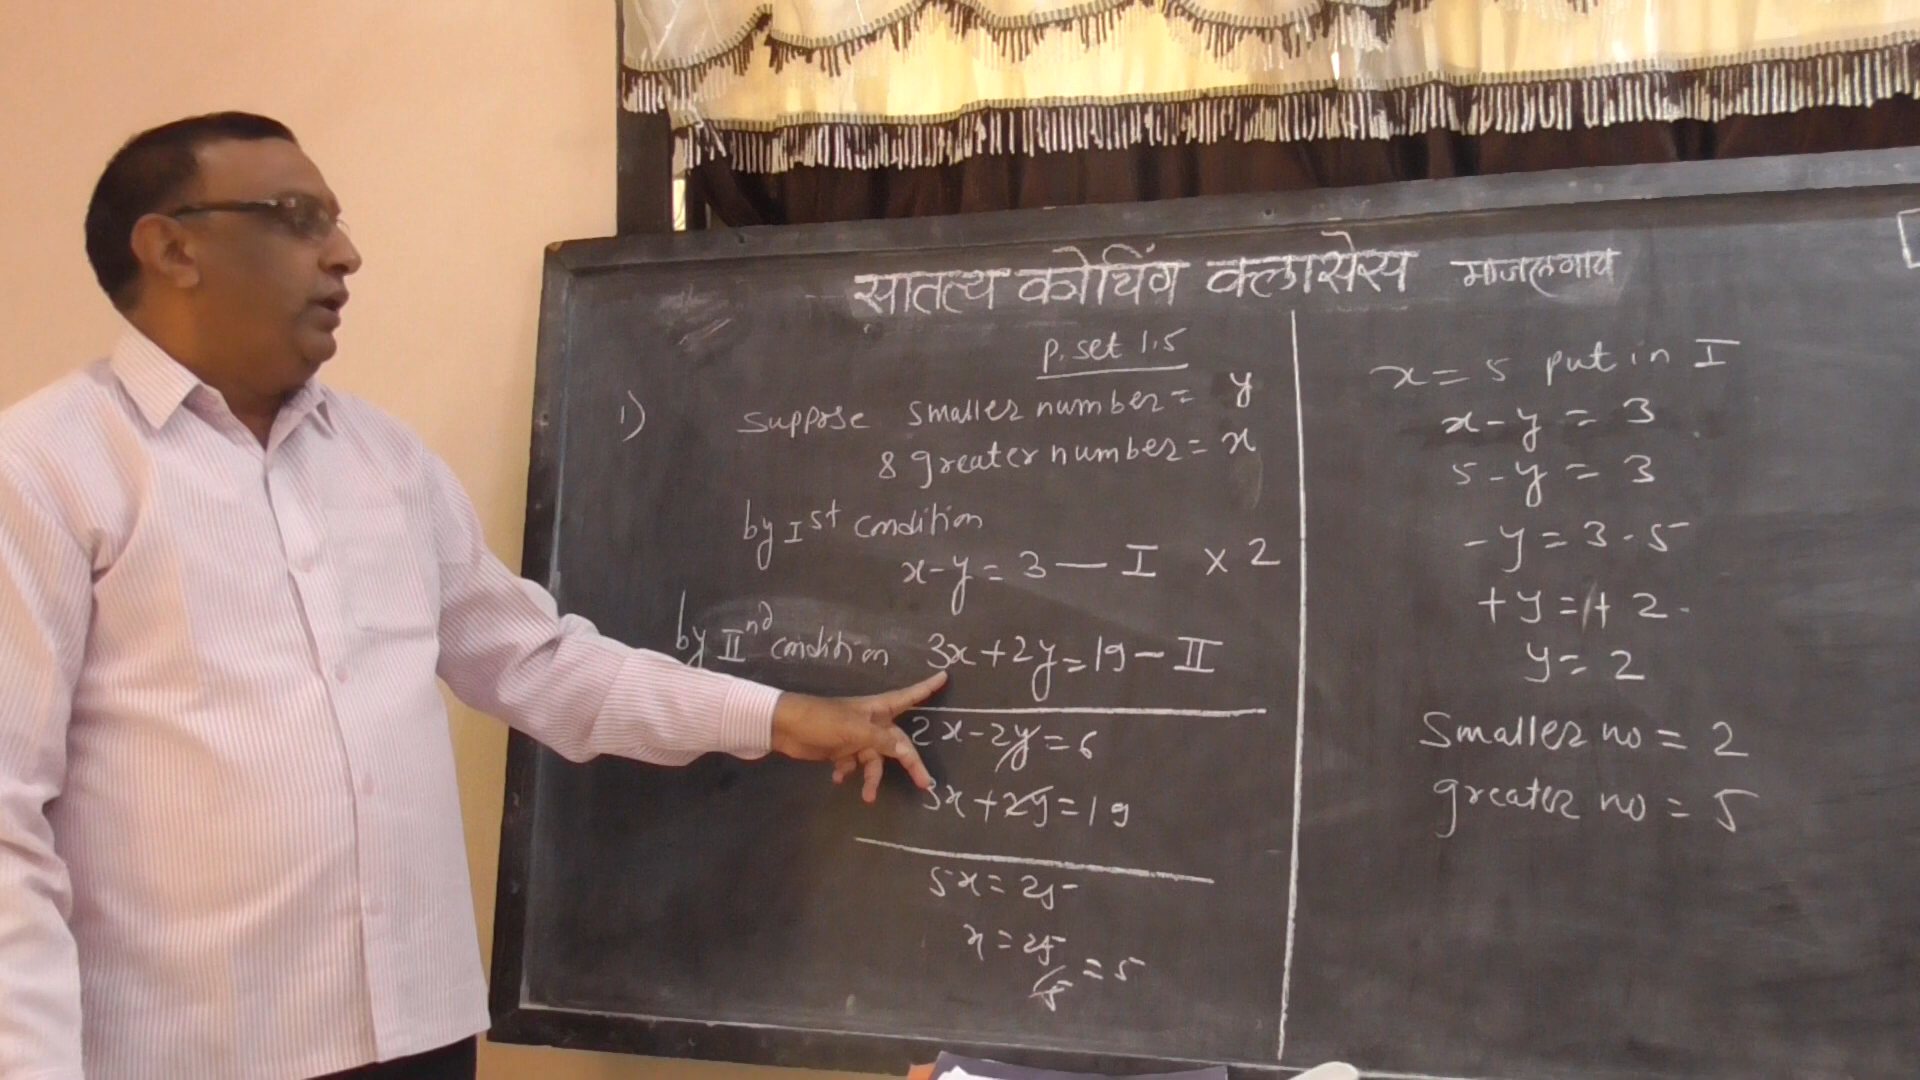 सातत्य कोचिंग क्लासेस माजलगाव
P. set 1.5
1) suppose smaller number = y
& greater number = x
by Ist condition
x-y = 3 — I × 2
by IInd condition 3x+2y=19 — II
2x-2y=6
3x+2y=19
5x=25
x=25/5 = 5
x=5 put in I
x-y = 3
5-y = 3
-y=3-5
+y=+2
y=2
Smaller no = 2
greater no = 5